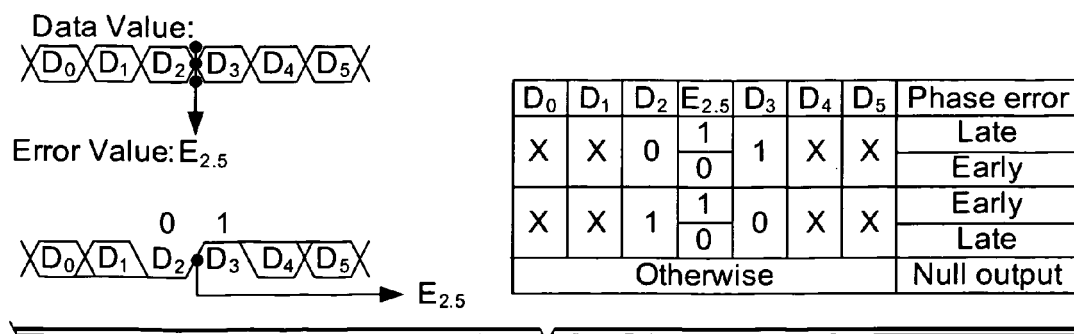 Data Value:
D₀ D₁ D₂ D₃ D₄ D₅
Error Value: E₂.₅
0 1
D₀ D₁ D₂ D₃ D₄ D₅
E₂.₅
D₀ D₁ D₂ E₂.₅ D₃ D₄ D₅ Phase error
X X 0 1 1 X X Late
0 Early
X X 1 1 0 X X Early
0 Late
Otherwise Null output